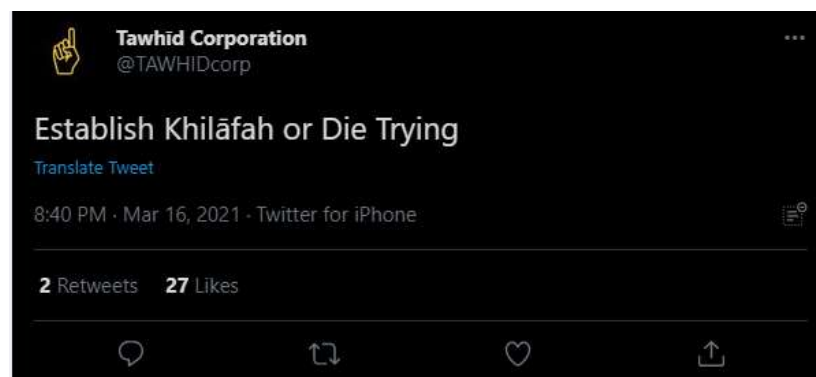 Tawhīd Corporation
@TAWHIDcorp
Establish Khilāfah or Die Trying
Translate Tweet
8:40 PM · Mar 16, 2021 · Twitter for iPhone
2 Retweets 27 Likes